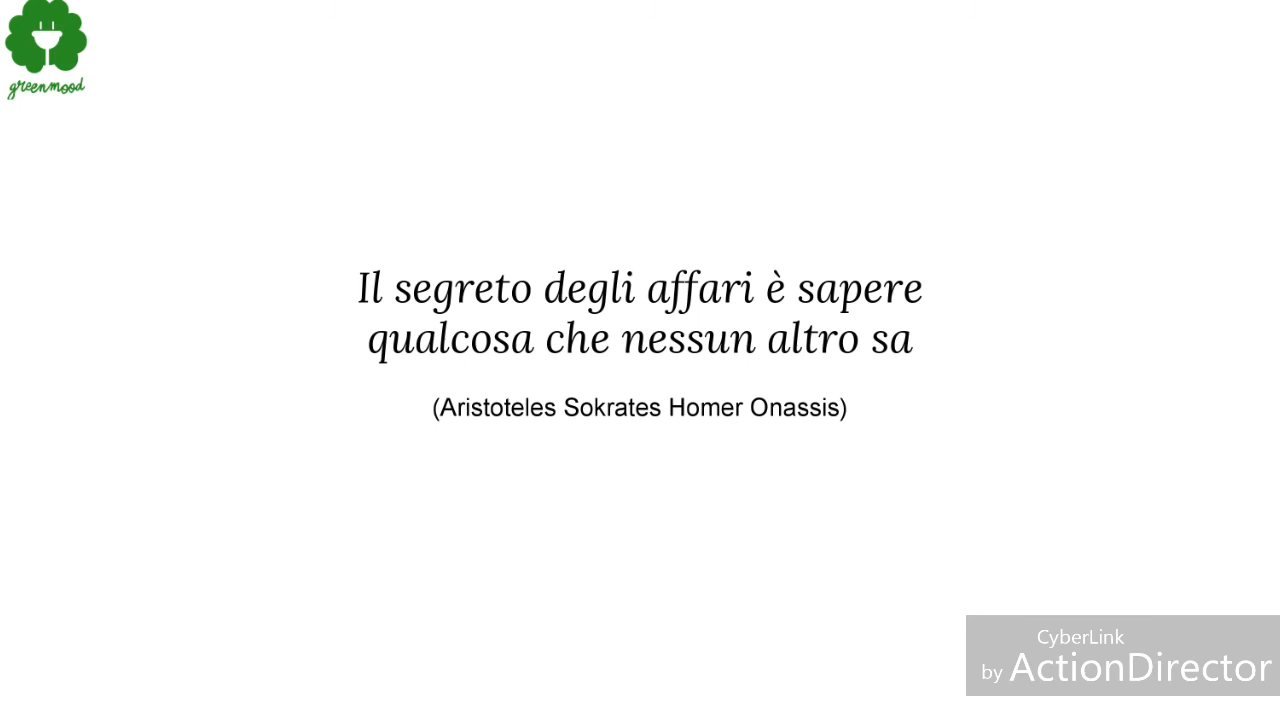 greenmood
Il segreto degli affari è sapere
qualcosa che nessun altro sa
(Aristoteles Sokrates Homer Onassis)
CyberLink
by ActionDirector